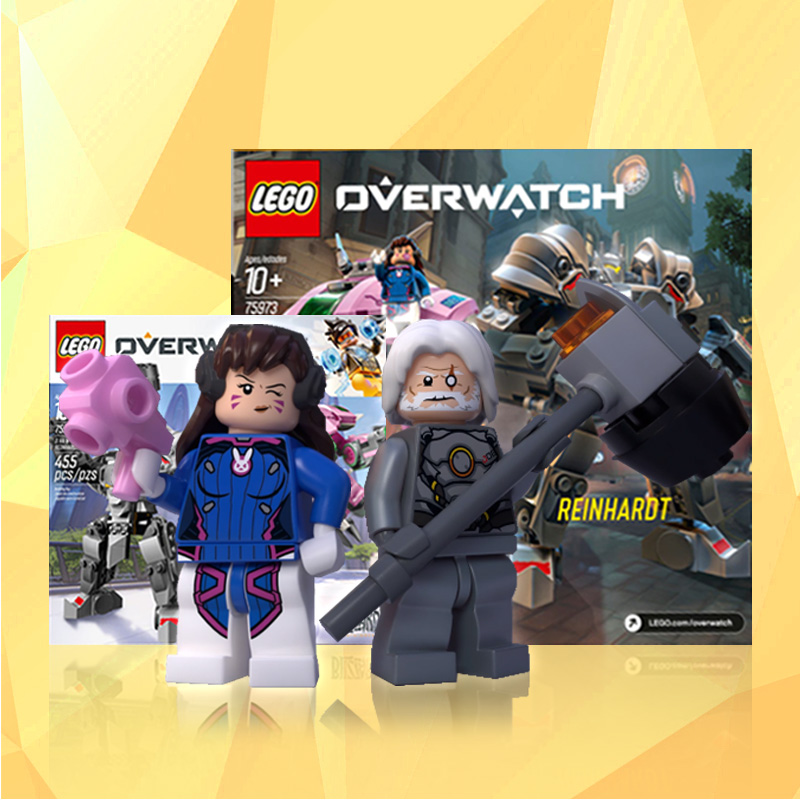 LEGO OVERWATCH
Ages/edades
10+
75973
LEGO OVERW
455
pcs/pzs
REINHARDT
LEGO.com/overwatch